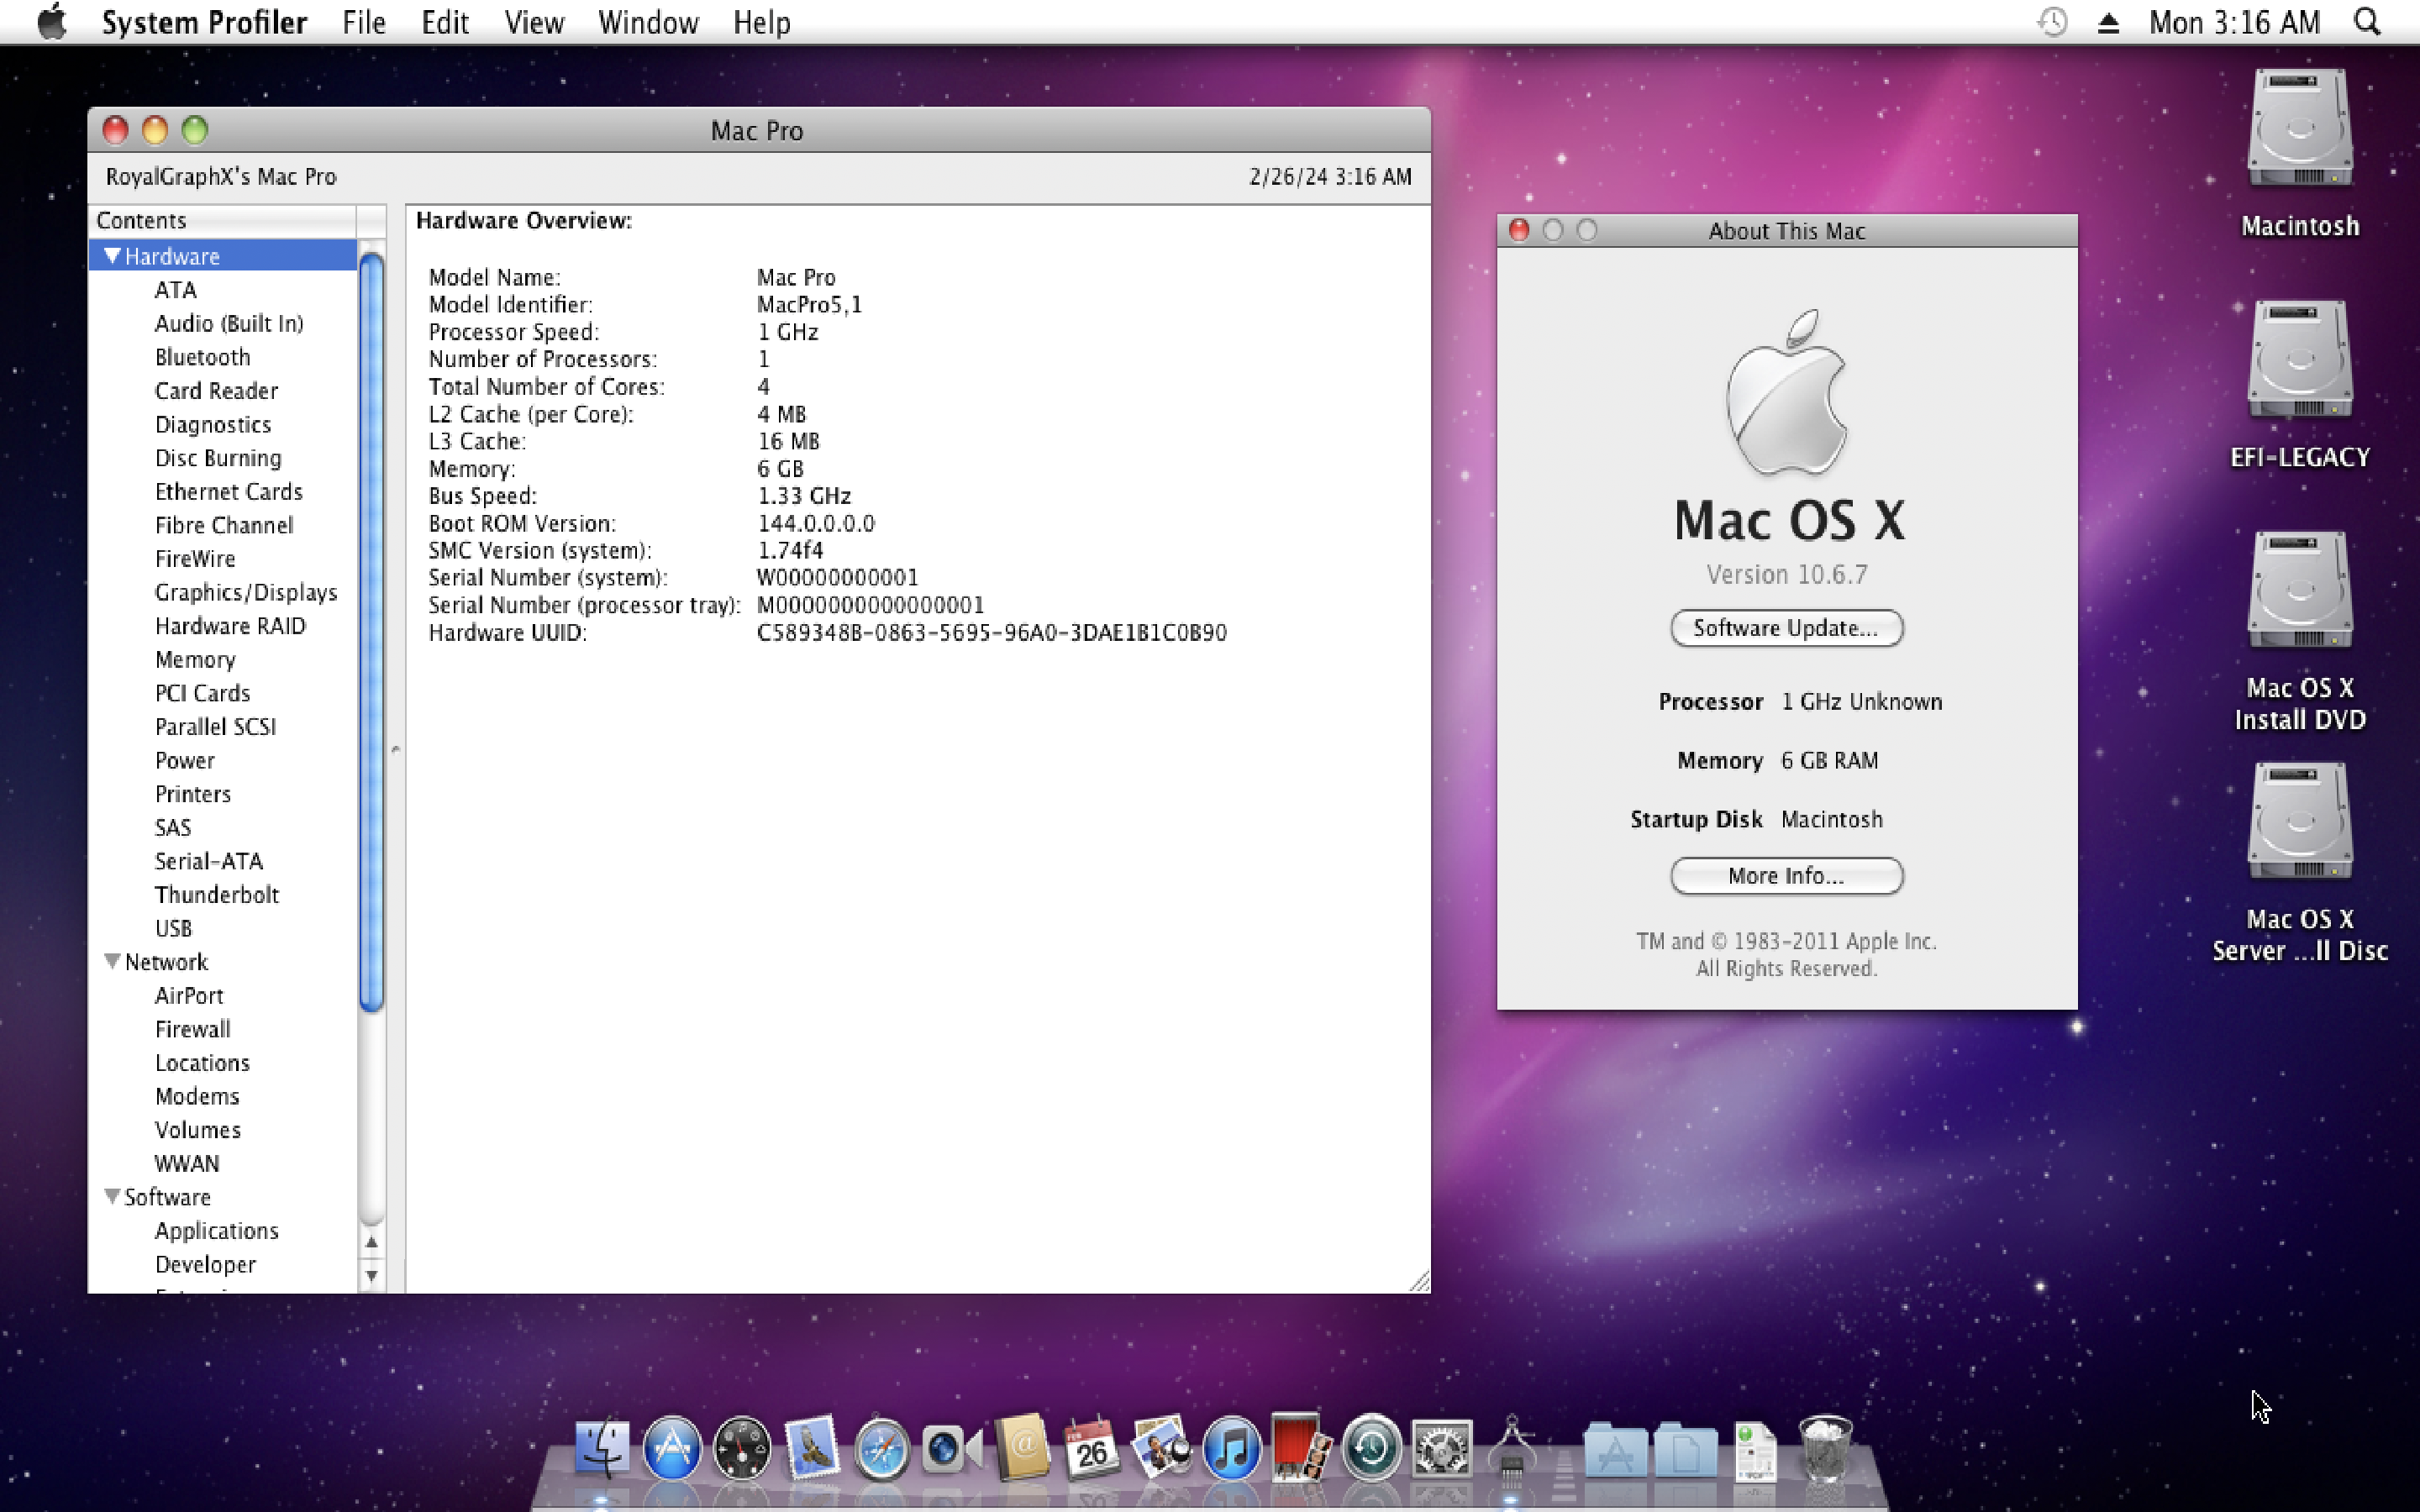 System Profiler File Edit View Window Help Mon 3:16 AM
Mac Pro
RoyalGraphX's Mac Pro 2/26/24 3:16 AM
Contents
Hardware
ATA
Audio (Built In)
Bluetooth
Card Reader
Diagnostics
Disc Burning
Ethernet Cards
Fibre Channel
FireWire
Graphics/Displays
Hardware RAID
Memory
PCI Cards
Parallel SCSI
Power
Printers
SAS
Serial-ATA
Thunderbolt
USB
Network
AirPort
Firewall
Locations
Modems
Volumes
WWAN
Software
Applications
Developer
Hardware Overview:
Model Name: Mac Pro
Model Identifier: MacPro5,1
Processor Speed: 1 GHz
Number of Processors: 1
Total Number of Cores: 4
L2 Cache (per Core): 4 MB
L3 Cache: 16 MB
Memory: 6 GB
Bus Speed: 1.33 GHz
Boot ROM Version: 144.0.0.0.0
SMC Version (system): 1.74f4
Serial Number (system): W00000000001
Serial Number (processor tray): M0000000000000001
Hardware UUID: C589348B-0863-5695-96A0-3DAE1B1C0B90
About This Mac
Mac OS X
Version 10.6.7
Software Update...
Processor 1 GHz Unknown
Memory 6 GB RAM
Startup Disk Macintosh
More Info...
TM and © 1983-2011 Apple Inc.
All Rights Reserved.
Macintosh
EFI-LEGACY
Mac OS X
Install DVD
Mac OS X
Server ...ll Disc
FEB
26